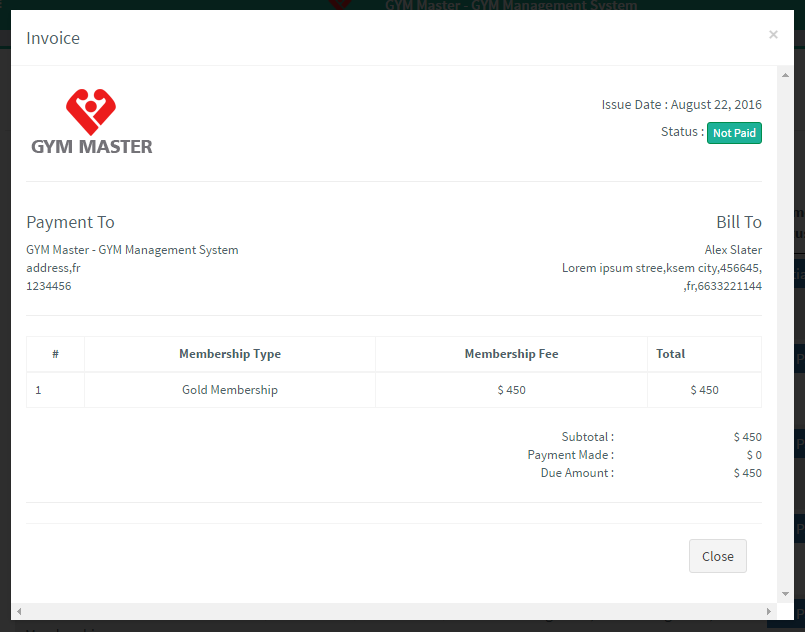 GYM Master - GYM Management System
Invoice
×
GYM MASTER
Issue Date : August 22, 2016
Status : Not Paid
Payment To
GYM Master - GYM Management System
address,fr
1234456
Bill To
Alex Slater
Lorem ipsum stree,ksem city,456645,
,fr,6633221144
# Membership Type Membership Fee Total
1 Gold Membership $ 450 $ 450
Subtotal : $ 450
Payment Made : $ 0
Due Amount : $ 450
Close